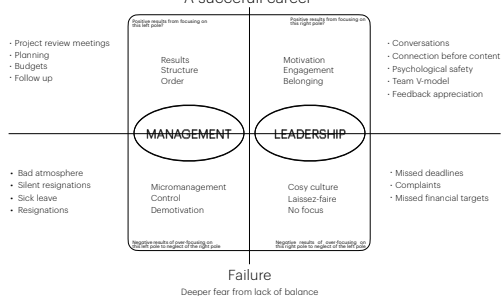 A succesfull career
Positive results from focusing on
this left pole?
Positive results from focusing on
this right pole?
· Project review meetings
· Planning
· Budgets
· Follow up
Results
Structure
Order
Motivation
Engagement
Belonging
· Conversations
· Connection before content
· Psychological safety
· Team V-model
· Feedback appreciation
MANAGEMENT
LEADERSHIP
• Bad atmosphere
• Silent resignations
• Sick leave
• Resignations
Micromanagement
Control
Demotivation
Cosy culture
Laissez-faire
No focus
· Missed deadlines
· Complaints
· Missed financial targets
Negative results of over-focusing on
this left pole to neglect of the right pole?
Negative results of over-focusing on
this right pole to neglect of the left pole?
Failure
Deeper fear from lack of balance